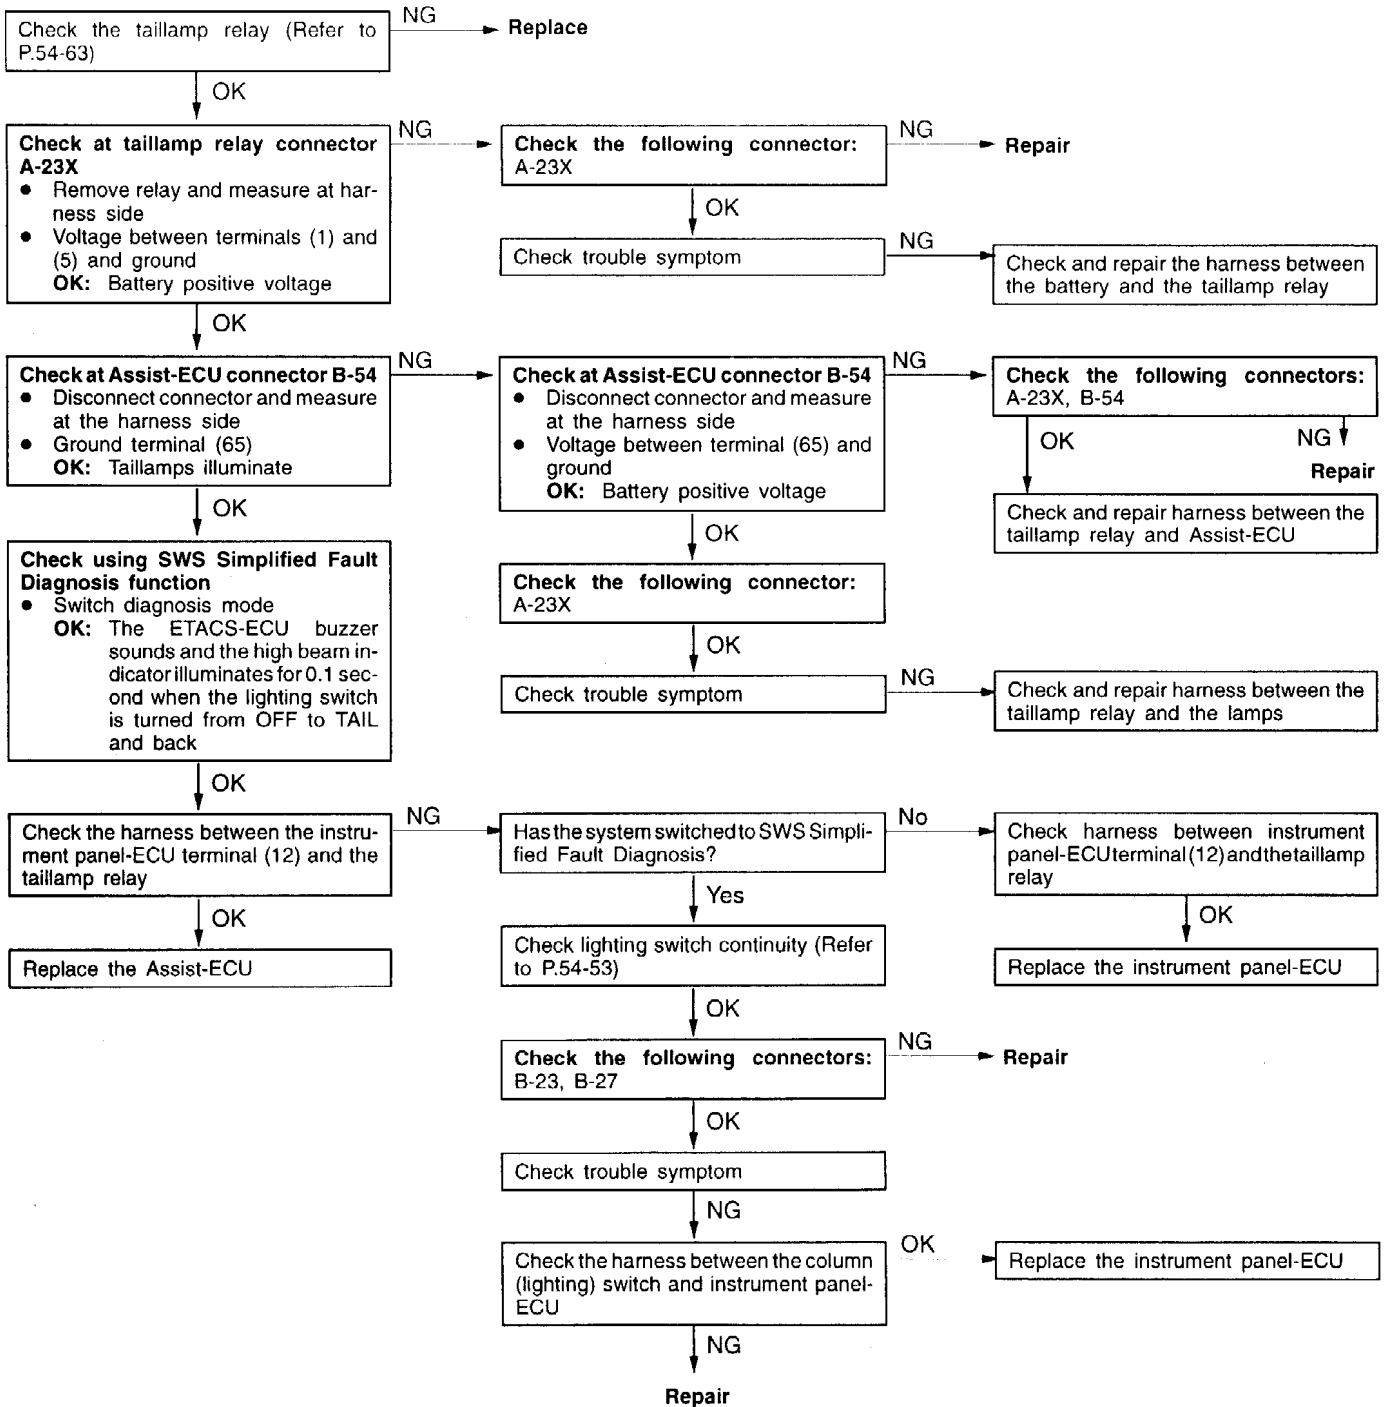 Check the taillamp relay (Refer to
P.54-63)
NG
Replace
OK
Check at taillamp relay connector
A-23X
● Remove relay and measure at har-
ness side
● Voltage between terminals (1) and
(5) and ground
OK: Battery positive voltage
NG
Check the following connector:
A-23X
NG
Repair
OK
Check trouble symptom
NG
Check and repair the harness between
the battery and the taillamp relay
OK
Check at Assist-ECU connector B-54
● Disconnect connector and measure
at the harness side
● Ground terminal (65)
OK: Taillamps illuminate
NG
Check at Assist-ECU connector B-54
● Disconnect connector and measure
at the harness side
● Voltage between terminal (65) and
ground
OK: Battery positive voltage
NG
Check the following connectors:
A-23X, B-54
OK
NG
Repair
Check and repair harness between the
taillamp relay and Assist-ECU
OK
Check the following connector:
A-23X
OK
Check trouble symptom
NG
Check and repair harness between the
taillamp relay and the lamps
OK
Check using SWS Simplified Fault
Diagnosis function
● Switch diagnosis mode
OK: The ETACS-ECU buzzer
sounds and the high beam in-
dicator illuminates for 0.1 sec-
ond when the lighting switch
is turned from OFF to TAIL
and back
OK
Check the harness between the instru-
ment panel-ECU terminal (12) and the
taillamp relay
NG
Has the system switched to SWS Simpli-
fied Fault Diagnosis?
No
Check harness between instrument
panel-ECU terminal (12) and the taillamp
relay
OK
Replace the Assist-ECU
Yes
Check lighting switch continuity (Refer
to P.54-53)
OK
Replace the instrument panel-ECU
OK
Check the following connectors:
B-23, B-27
NG
Repair
OK
Check trouble symptom
NG
Check the harness between the column
(lighting) switch and instrument panel-
ECU
OK
Replace the instrument panel-ECU
NG
Repair